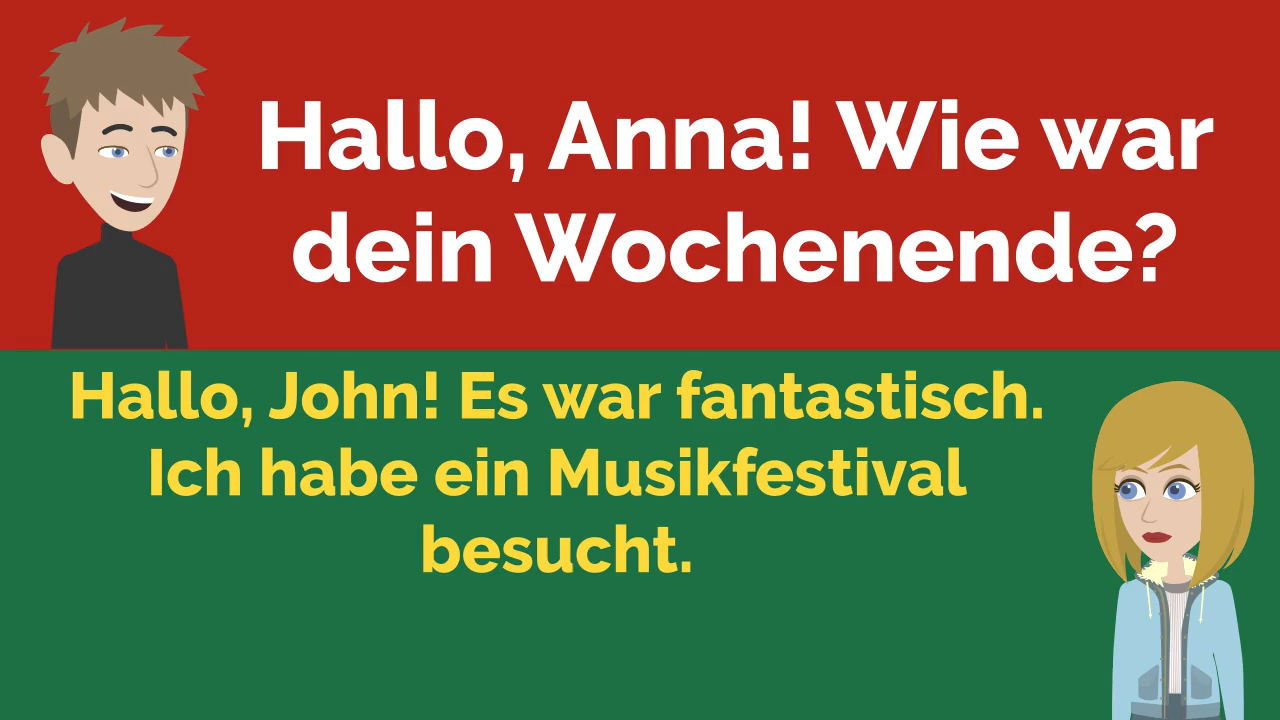 Hallo, Anna! Wie war
dein Wochenende?
Hallo, John! Es war fantastisch.
Ich habe ein Musikfestival
besucht.